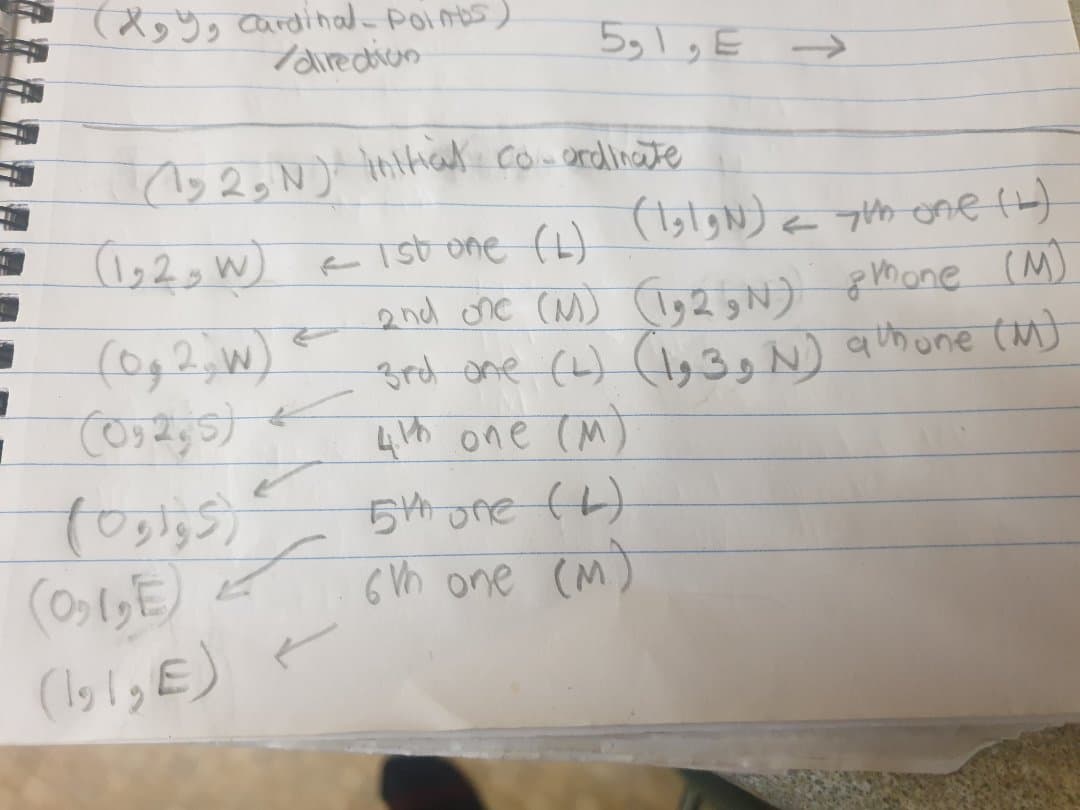 (x, y, cardinal-points)
/direction
5,1,E →
(1,2,N) initial co-ordinate
(1,2,W) ← 1st one (L)
(0,2,W) ← 2nd one (M)
(0,2,S) ← 3rd one (L)
(0,1,S) ← 4th one (M)
(0,1,E) ← 5th one (L)
(1,1,E) ← 6th one (M)
(1,1,N) ← 7th one (L)
(1,2,N) 8th one (M)
(1,3,N) 9th one (M)